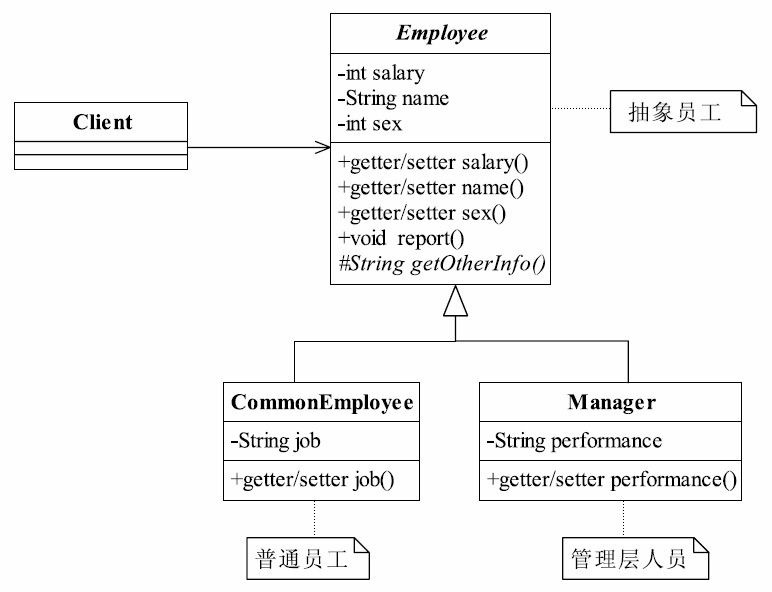 Employee
-int salary
-String name
-int sex
+getter/setter salary()
+getter/setter name()
+getter/setter sex()
+void report()
#String getOtherInfo()
抽象员工
Client
CommonEmployee
-String job
+getter/setter job()
普通员工
Manager
-String performance
+getter/setter performance()
管理层人员